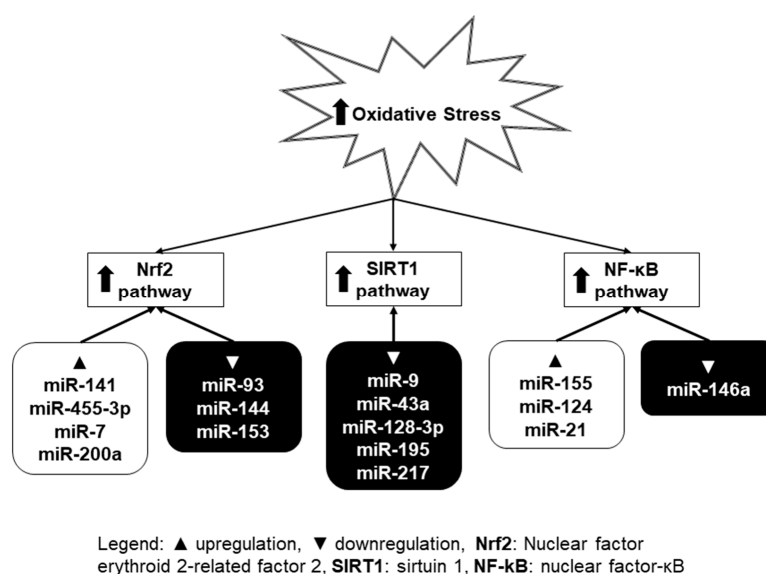 Oxidative Stress
Nrf2
pathway
SIRT1
pathway
NF-κB
pathway
▲
miR-141
miR-455-3p
miR-7
miR-200a
▼
miR-93
miR-144
miR-153
▼
miR-9
miR-43a
miR-128-3p
miR-195
miR-217
▲
miR-155
miR-124
miR-21
▼
miR-146a
Legend: ▲ upregulation, ▼ downregulation, Nrf2: Nuclear factor
erythroid 2-related factor 2, SIRT1: sirtuin 1, NF-kB: nuclear factor-κB